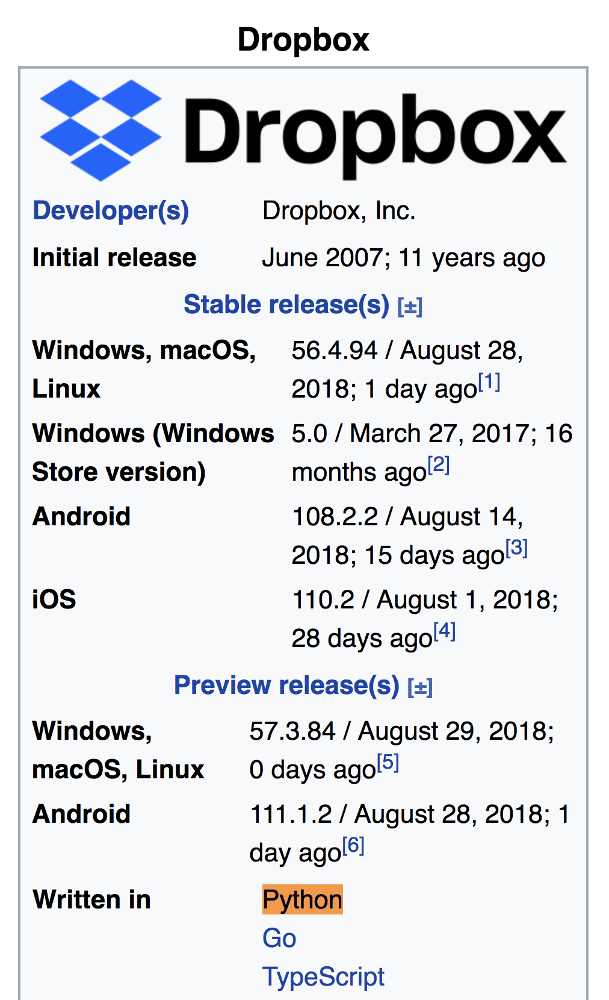 Dropbox
Dropbox
Developer(s) Dropbox, Inc.
Initial release June 2007; 11 years ago
Stable release(s) [±]
Windows, macOS, 56.4.94 / August 28,
Linux 2018; 1 day ago[1]
Windows (Windows 5.0 / March 27, 2017; 16
Store version) months ago[2]
Android 108.2.2 / August 14,
2018; 15 days ago[3]
iOS 110.2 / August 1, 2018;
28 days ago[4]
Preview release(s) [±]
Windows, 57.3.84 / August 29, 2018;
macOS, Linux 0 days ago[5]
Android 111.1.2 / August 28, 2018; 1
day ago[6]
Written in Python
Go
TypeScript